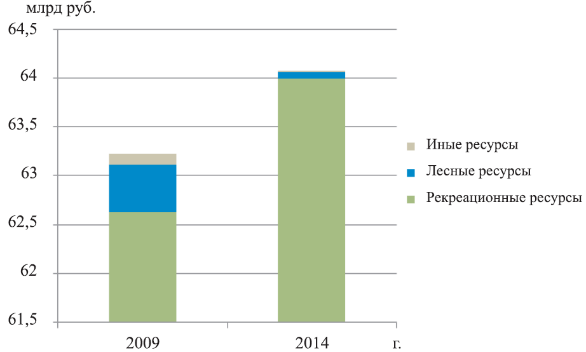 млрд руб.
64,5
64
63,5
63
62,5
62
61,5
2009
2014
г.
Иные ресурсы
Лесные ресурсы
Рекреационные ресурсы